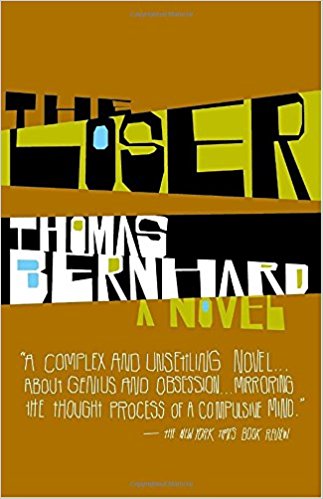 THE
LOSER
THOMAS
BERNHARD
A NOVEL
"A COMPLEX AND UNSETTLING NOVEL...
ABOUT GENIUS AND OBSESSION...MIRRORING
THE THOUGHT PROCESS OF A COMPULSIVE MIND."
— THE NEW YORK TIMES BOOK REVIEW